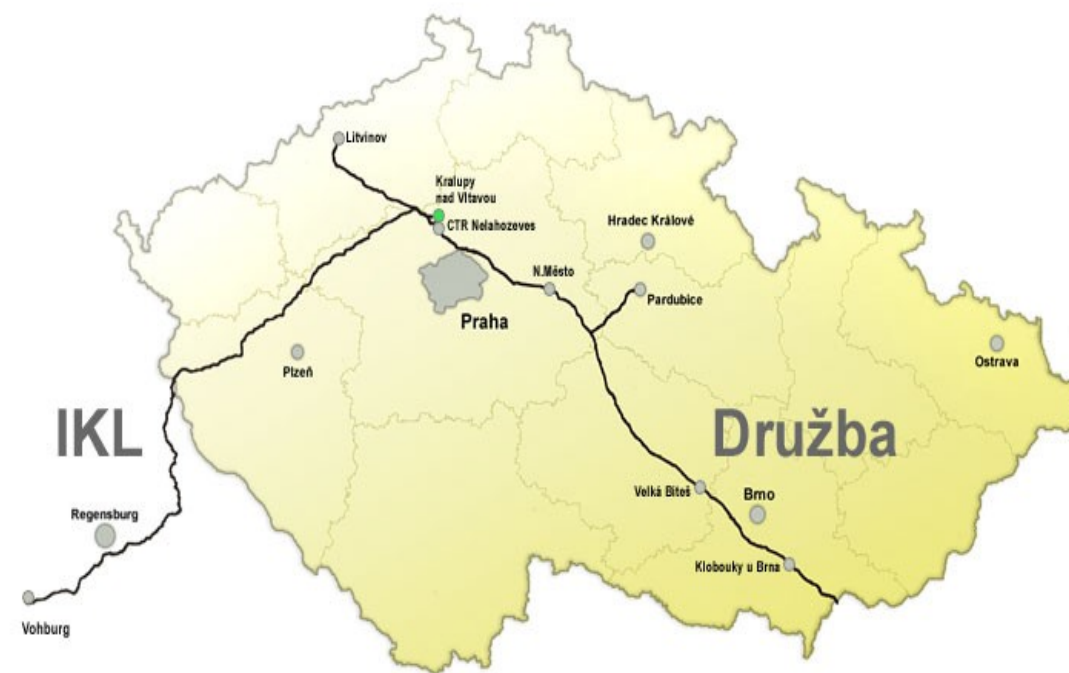 Litvínov
Kralupy
nad Vltavou
CTR Nelahozeves
Hradec Králové
N.Město
Pardubice
Praha
Ostrava
Plzeň
IKL
Družba
Velká Bíteš
Brno
Regensburg
Klobouky u Brna
Vohburg